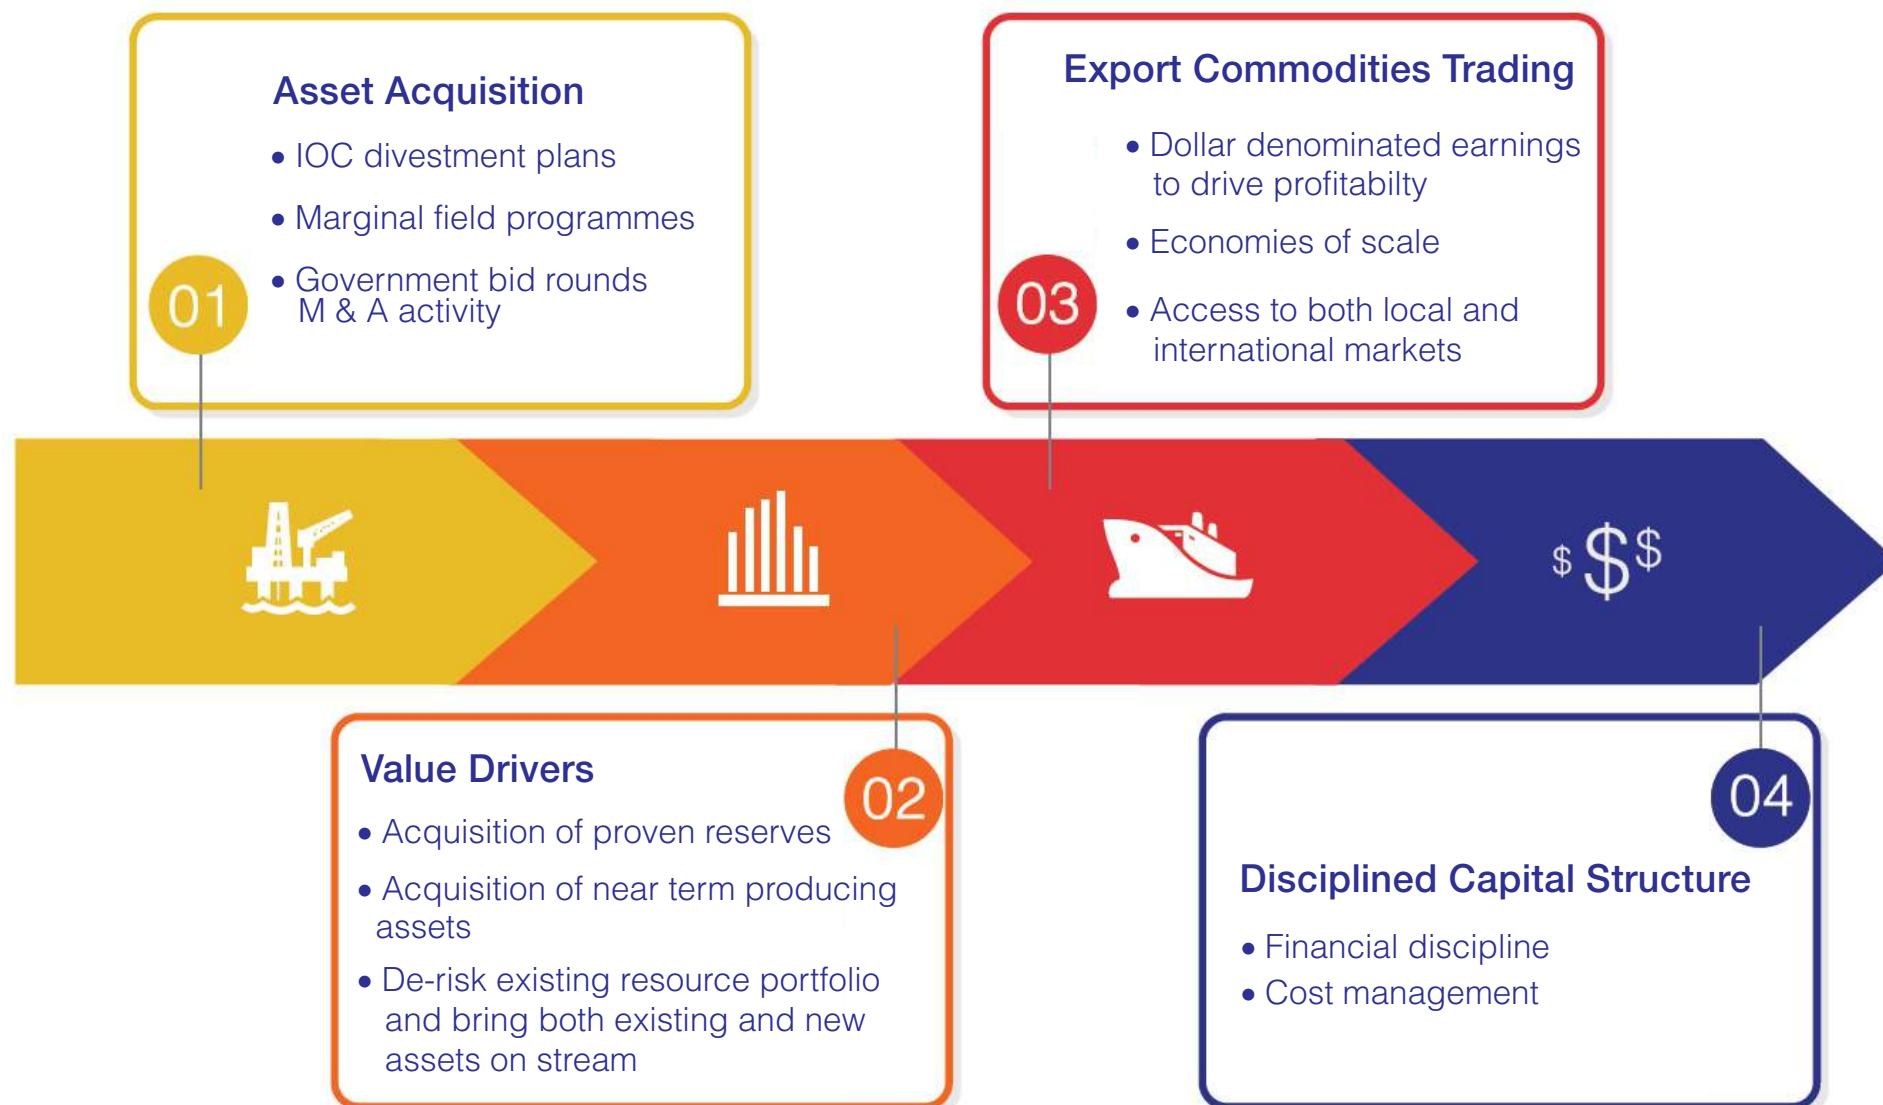 Asset Acquisition
• IOC divestment plans
• Marginal field programmes
• Government bid rounds
M & A activity
01
Export Commodities Trading
• Dollar denominated earnings
to drive profitabilty
• Economies of scale
• Access to both local and
international markets
03
$ $ $
Value Drivers
• Acquisition of proven reserves
• Acquisition of near term producing
assets
• De-risk existing resource portfolio
and bring both existing and new
assets on stream
02
04
Disciplined Capital Structure
• Financial discipline
• Cost management